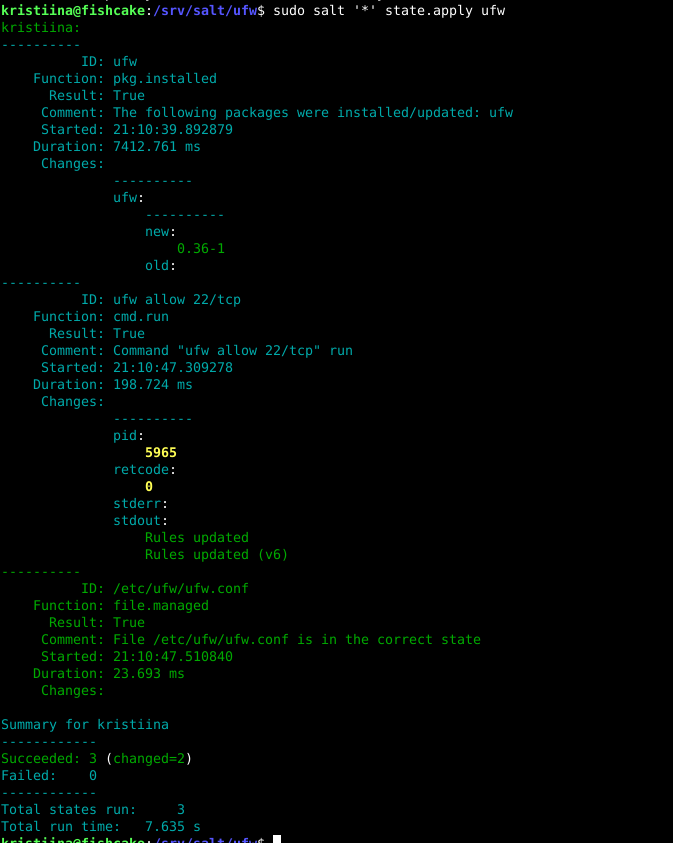 kristiina@fishcake:/srv/salt/ufw$ sudo salt '*' state.apply ufw
kristiina:
----------
          ID: ufw
    Function: pkg.installed
      Result: True
     Comment: The following packages were installed/updated: ufw
     Started: 21:10:39.892879
    Duration: 7412.761 ms
     Changes:
              ----------
              ufw:
                  ----------
                  new:
                      0.36-1
                  old:
----------
          ID: ufw allow 22/tcp
    Function: cmd.run
      Result: True
     Comment: Command "ufw allow 22/tcp" run
     Started: 21:10:47.309278
    Duration: 198.724 ms
     Changes:
              ----------
              pid:
                  5965
              retcode:
                  0
              stderr:
              stdout:
                  Rules updated
                  Rules updated (v6)
----------
          ID: /etc/ufw/ufw.conf
    Function: file.managed
      Result: True
     Comment: File /etc/ufw/ufw.conf is in the correct state
     Started: 21:10:47.510840
    Duration: 23.693 ms
     Changes:

Summary for kristiina
------------
Succeeded: 3 (changed=2)
Failed:    0
------------
Total states run:     3
Total run time:   7.635 s
kristiina@fishcake:/srv/salt/ufw$